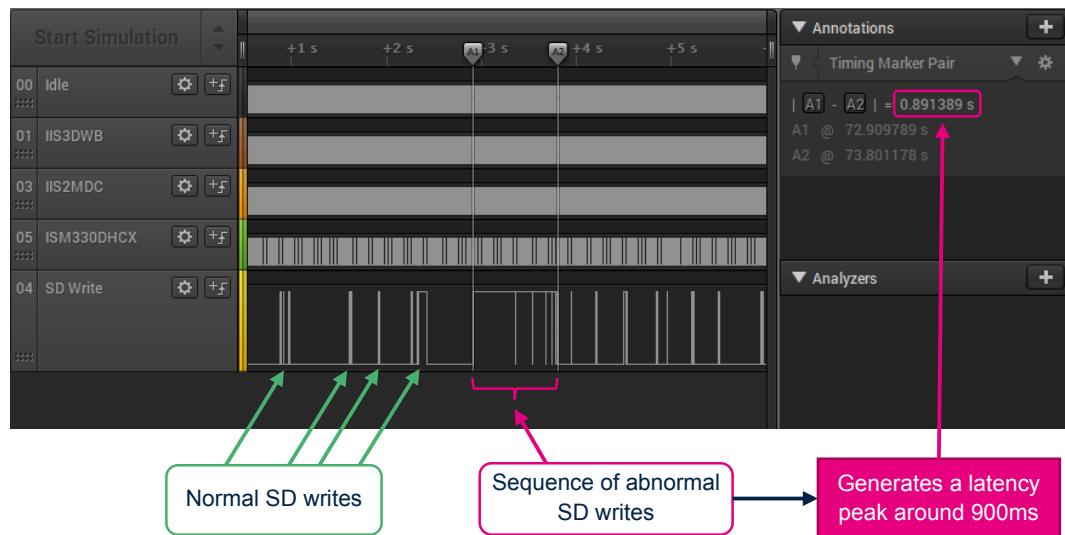 Start Simulation
+1 s
+2 s
A1
3 s
A2
+4 s
+5 s
00 Idle
01 IIS3DWB
03 IIS2MDC
05 ISM330DHCX
04 SD Write
Annotations
Timing Marker Pair
| A1 - A2 | = 0.891389 s
A1 @ 72.909789 s
A2 @ 73.801178 s
Analyzers
Normal SD writes
Sequence of abnormal
SD writes
Generates a latency
peak around 900ms